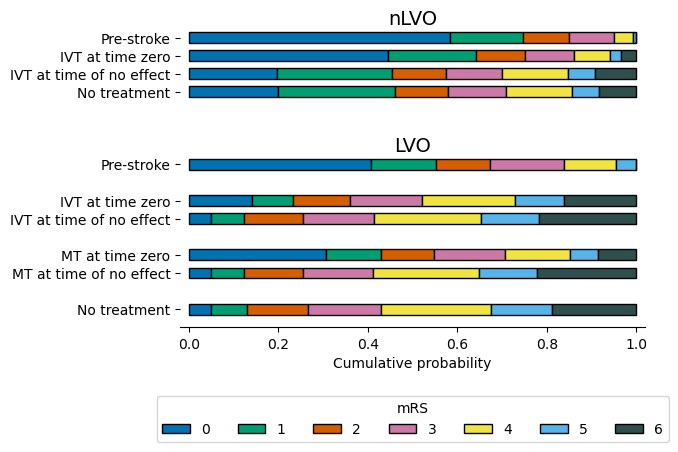 nLVO
Pre-stroke
IVT at time zero
IVT at time of no effect
No treatment
LVO
Pre-stroke
IVT at time zero
IVT at time of no effect
MT at time zero
MT at time of no effect
No treatment
0.0 0.2 0.4 0.6 0.8 1.0
Cumulative probability
mRS
0 1 2 3 4 5 6